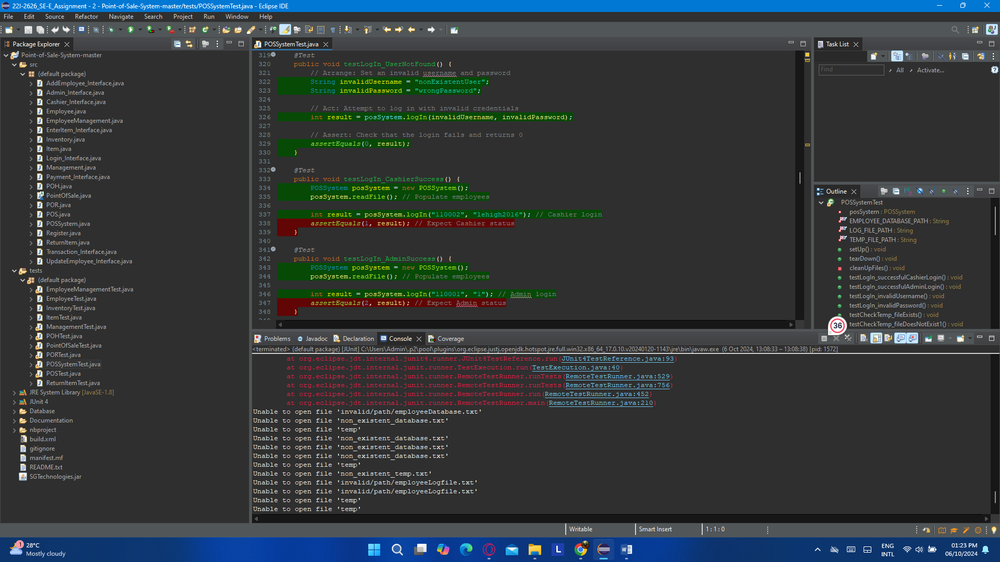 22I-2626_SE-E_Assignment - 2 - Point-of-Sale-System-master/tests/POSSystemTest.java - Eclipse IDE
File Edit Source Refactor Navigate Search Project Run Window Help
Package Explorer
Point-of-Sale-System-master
src
(default package)
AddEmployee_Interface.java
Admin_Interface.java
Cashier_Interface.java
Employee.java
EmployeeManagement.java
EnterItem_Interface.java
Inventory.java
Item.java
Login_Interface.java
Management.java
Payment_Interface.java
POH.java
PointOfSale.java
POR.java
POS.java
POSSystem.java
Register.java
ReturnItem.java
Transaction_Interface.java
UpdateEmployee_Interface.java
tests
(default package)
EmployeeManagementTest.java
EmployeeTest.java
InventoryTest.java
ItemTest.java
ManagementTest.java
POHTest.java
PointOfSaleTest.java
PORTest.java
POSSystemTest.java
POSTest.java
ReturnItemTest.java
JRE System Library [JavaSE-1.8]
JUnit 4
Database
Documentation
nbproject
build.xml
gitignore
manifest.mf
README.txt
SGTechnologies.jar
POSSystemTest.java
319 @Test
320 public void testLogIn_UserNotFound() {
321 // Arrange: Set an invalid username and password
322 String invalidUsername = "nonExistentUser";
323 String invalidPassword = "wrongPassword";
324
325 // Act: Attempt to log in with invalid credentials
326 int result = posSystem.logIn(invalidUsername, invalidPassword);
327
328 // Assert: Check that the login fails and returns 0
329 assertEquals(0, result);
330 }
331
332 @Test
333 public void testLogIn_CashierSuccess() {
334 POSSystem posSystem = new POSSystem();
335 posSystem.readFile(); // Populate employees
336
337 int result = posSystem.logIn("110002", "lehigh2016"); // Cashier login
338 assertEquals(1, result); // Expect Cashier status
339 }
340
341 @Test
342 public void testLogIn_AdminSuccess() {
343 POSSystem posSystem = new POSSystem();
344 posSystem.readFile(); // Populate employees
345
346 int result = posSystem.logIn("110001", "1"); // Admin login
347 assertEquals(2, result); // Expect Admin status
348 }
Task List
Find All Activate...
Outline
POSSystemTest
posSystem : POSSystem
EMPLOYEE_DATABASE_PATH : String
LOG_FILE_PATH : String
TEMP_FILE_PATH : String
setUp() : void
tearDown() : void
cleanUpFiles() : void
testLogIn_successfulCashierLogin() : void
testLogIn_successfulAdminLogin() : void
testLogIn_invalidUsername() : void
testLogIn_invalidPassword() : void
testCheckTemp_fileExists() : void
testCheckTemp_fileDoesNotExist1() : void
36
Problems Javadoc Declaration Console Coverage
<terminated> (default package) [JUnit] C:\Users\Admin\.p2\pool\plugins\org.eclipse.justj.openjdk.hotspot.jre.full.win32.x86_64_17.0.10.v20240120-1143\jre\bin\javaw.exe (6 Oct 2024, 13:08:33 – 13:08:38) [pid: 1572]
at org.eclipse.jdt.internal.junit4.runner.JUnit4TestReference.run(JUnit4TestReference.java:93)
at org.eclipse.jdt.internal.junit.runner.TestExecution.run(TestExecution.java:40)
at org.eclipse.jdt.internal.junit.runner.RemoteTestRunner.runTests(RemoteTestRunner.java:529)
at org.eclipse.jdt.internal.junit.runner.RemoteTestRunner.runTests(RemoteTestRunner.java:756)
at org.eclipse.jdt.internal.junit.runner.RemoteTestRunner.run(RemoteTestRunner.java:452)
at org.eclipse.jdt.internal.junit.runner.RemoteTestRunner.main(RemoteTestRunner.java:210)
Unable to open file 'invalid/path/employeeDatabase.txt'
Unable to open file 'non_existent_database.txt'
Unable to open file 'temp'
Unable to open file 'non_existent_database.txt'
Unable to open file 'non_existent_database.txt'
Unable to open file 'non_existent_database.txt'
Unable to open file 'temp'
Unable to open file 'non_existent_temp.txt'
Unable to open file 'invalid/path/employeeLogfile.txt'
Unable to open file 'invalid/path/employeeLogfile.txt'
Unable to open file 'temp'
Unable to open file 'temp'
Writable Smart Insert 1 : 1 : 0
1
28°C
Mostly cloudy
ENG
INTL
01:23 PM
06/10/2024